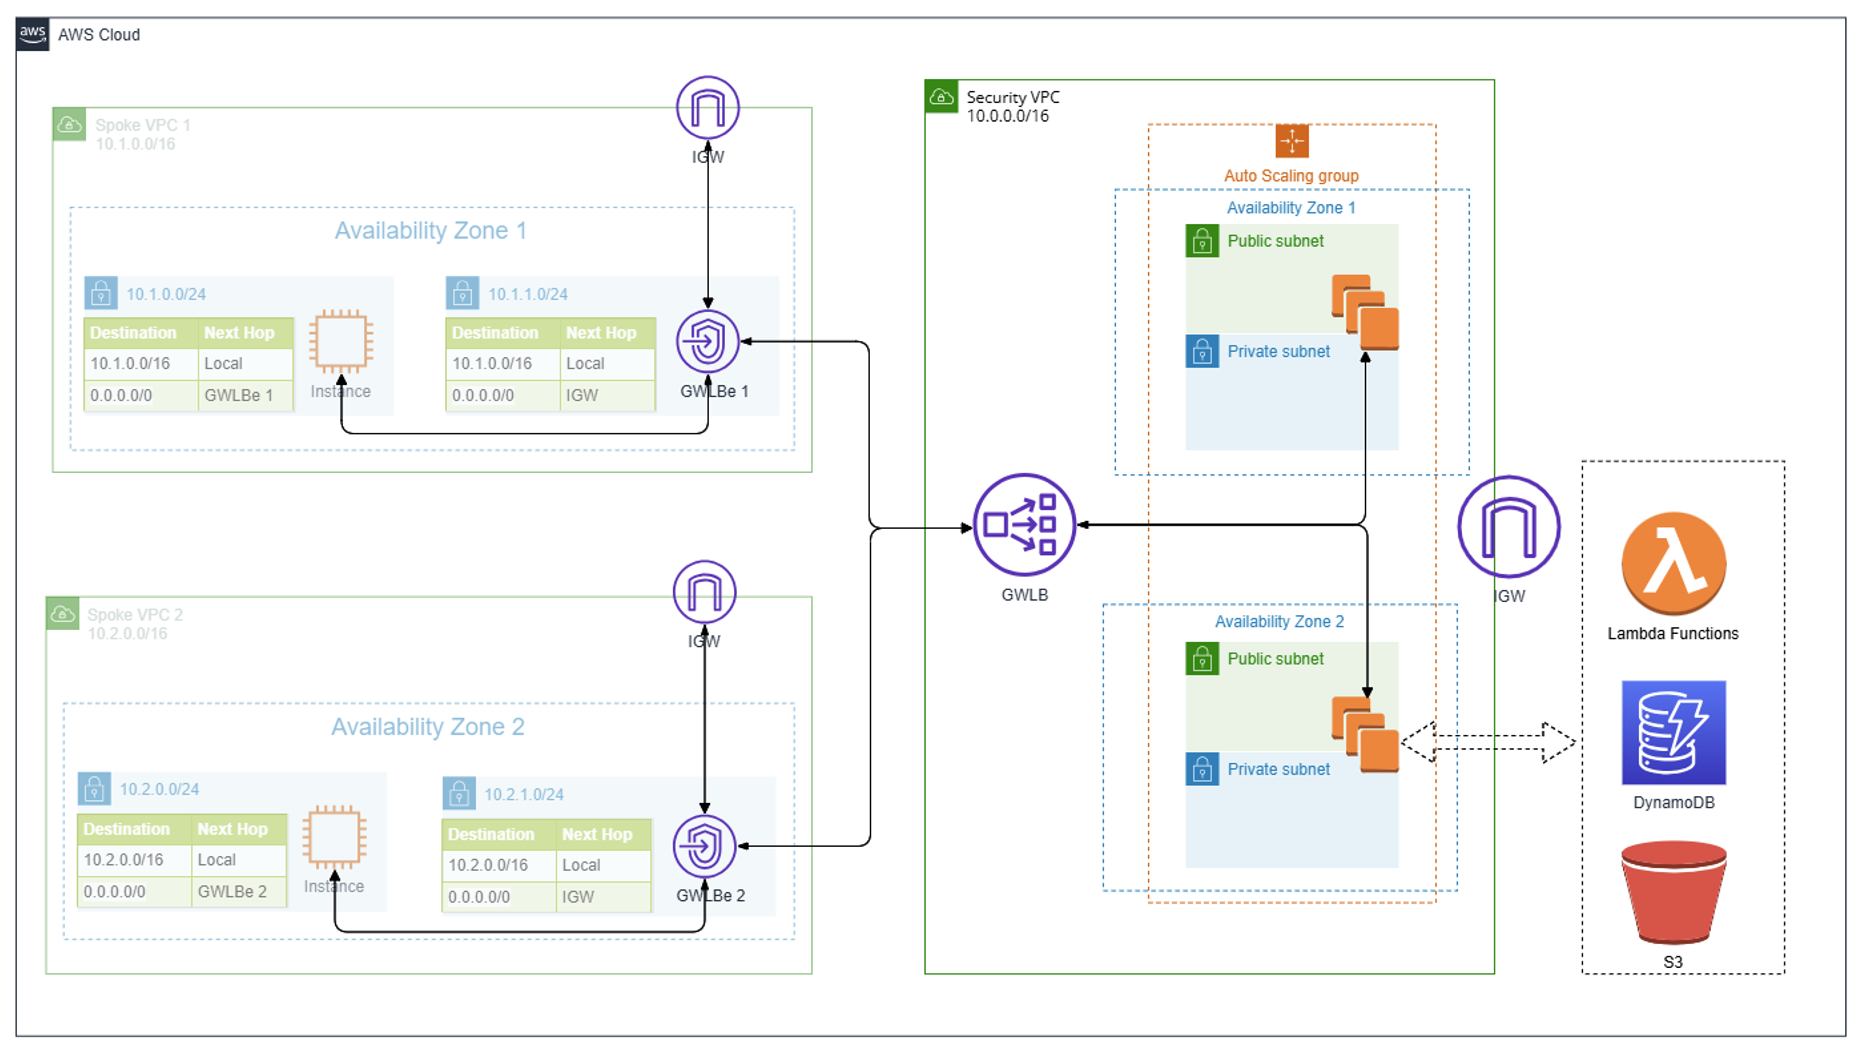 aws
AWS Cloud
Spoke VPC 1
10.1.0.0/16
IGW
Availability Zone 1
10.1.0.0/24
Destination Next Hop
10.1.0.0/16 Local
0.0.0.0/0 GWLBe 1
Instance
10.1.1.0/24
Destination Next Hop
10.1.0.0/16 Local
0.0.0.0/0 IGW
GWLBe 1
Spoke VPC 2
10.2.0.0/16
IGW
Availability Zone 2
10.2.0.0/24
Destination Next Hop
10.2.0.0/16 Local
0.0.0.0/0 GWLBe 2
Instance
10.2.1.0/24
Destination Next Hop
10.2.0.0/16 Local
0.0.0.0/0 IGW
GWLBe 2
Security VPC
10.0.0.0/16
Auto Scaling group
Availability Zone 1
Public subnet
Private subnet
GWLB
IGW
Availability Zone 2
Public subnet
Private subnet
Lambda Functions
DynamoDB
S3